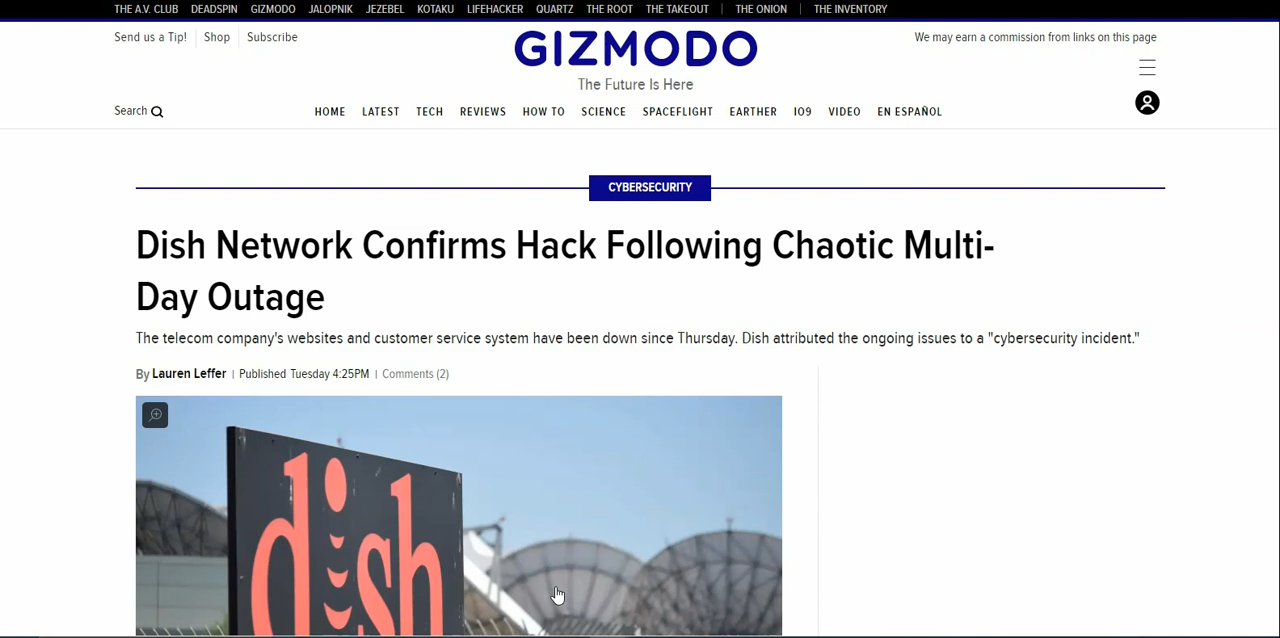 THE A.V. CLUB DEADSPIN GIZMODO JALOPNIK JEZEBEL KOTAKU LIFEHACKER QUARTZ THE ROOT THE TAKEOUT | THE ONION | THE INVENTORY
Send us a Tip! Shop Subscribe
GIZMODO
We may earn a commission from links on this page
The Future Is Here
Search
HOME LATEST TECH REVIEWS HOW TO SCIENCE SPACEFLIGHT EARTHER IO9 VIDEO EN ESPAÑOL
CYBERSECURITY
Dish Network Confirms Hack Following Chaotic Multi-
Day Outage
The telecom company's websites and customer service system have been down since Thursday. Dish attributed the ongoing issues to a "cybersecurity incident."
By Lauren Leffer | Published Tuesday 4:25PM | Comments (2)
dish